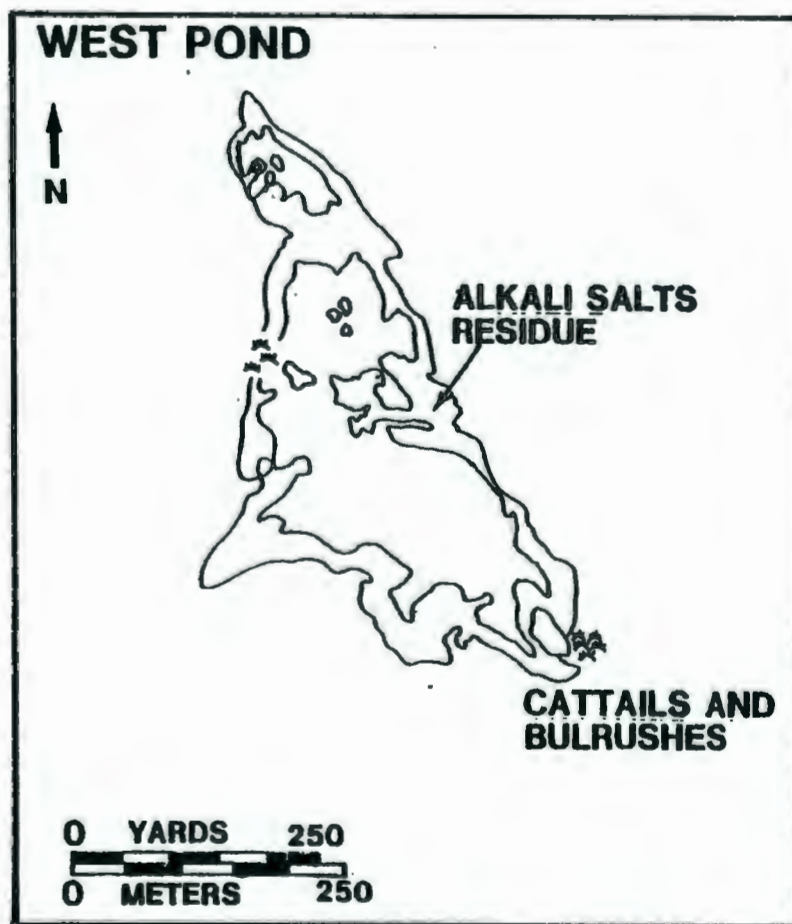 WEST POND
N
ALKALI SALTS
RESIDUE
CATTAILS AND
BULRUSHES
0 YARDS 250
0 METERS 250